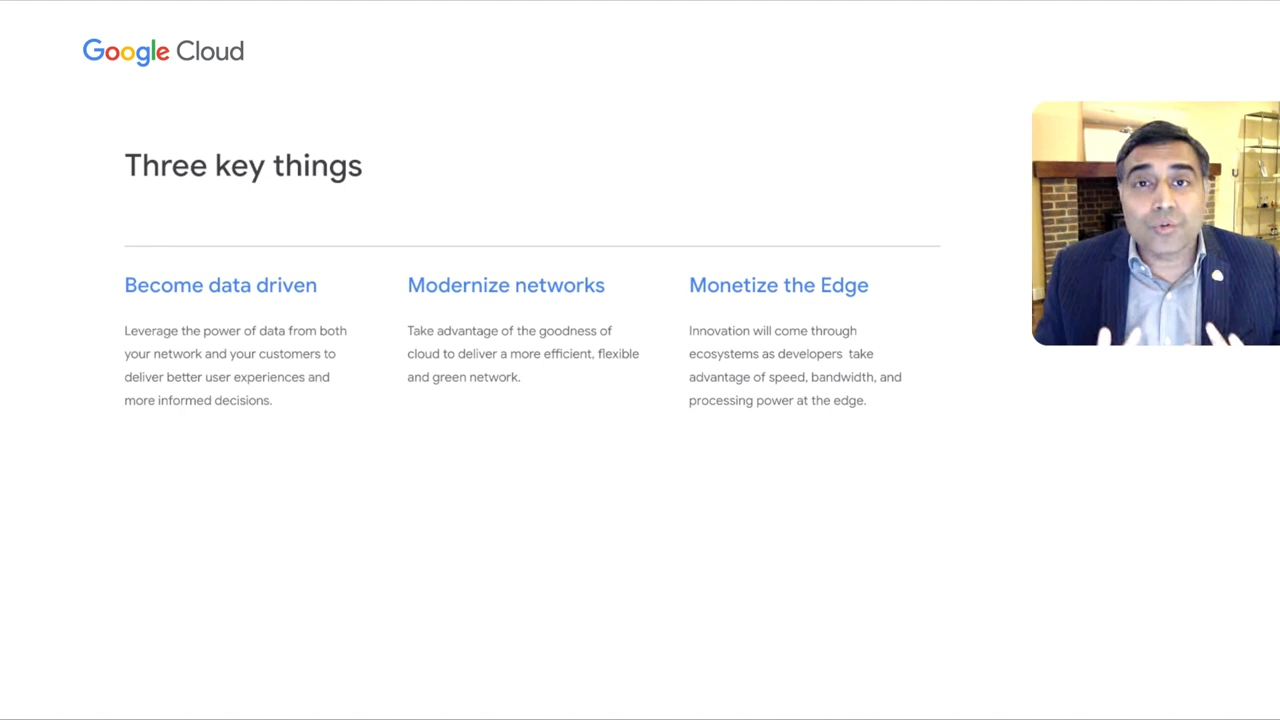 Google Cloud
Three key things
Become data driven
Leverage the power of data from both
your network and your customers to
deliver better user experiences and
more informed decisions.
Modernize networks
Take advantage of the goodness of
cloud to deliver a more efficient, flexible
and green network.
Monetize the Edge
Innovation will come through
ecosystems as developers take
advantage of speed, bandwidth, and
processing power at the edge.